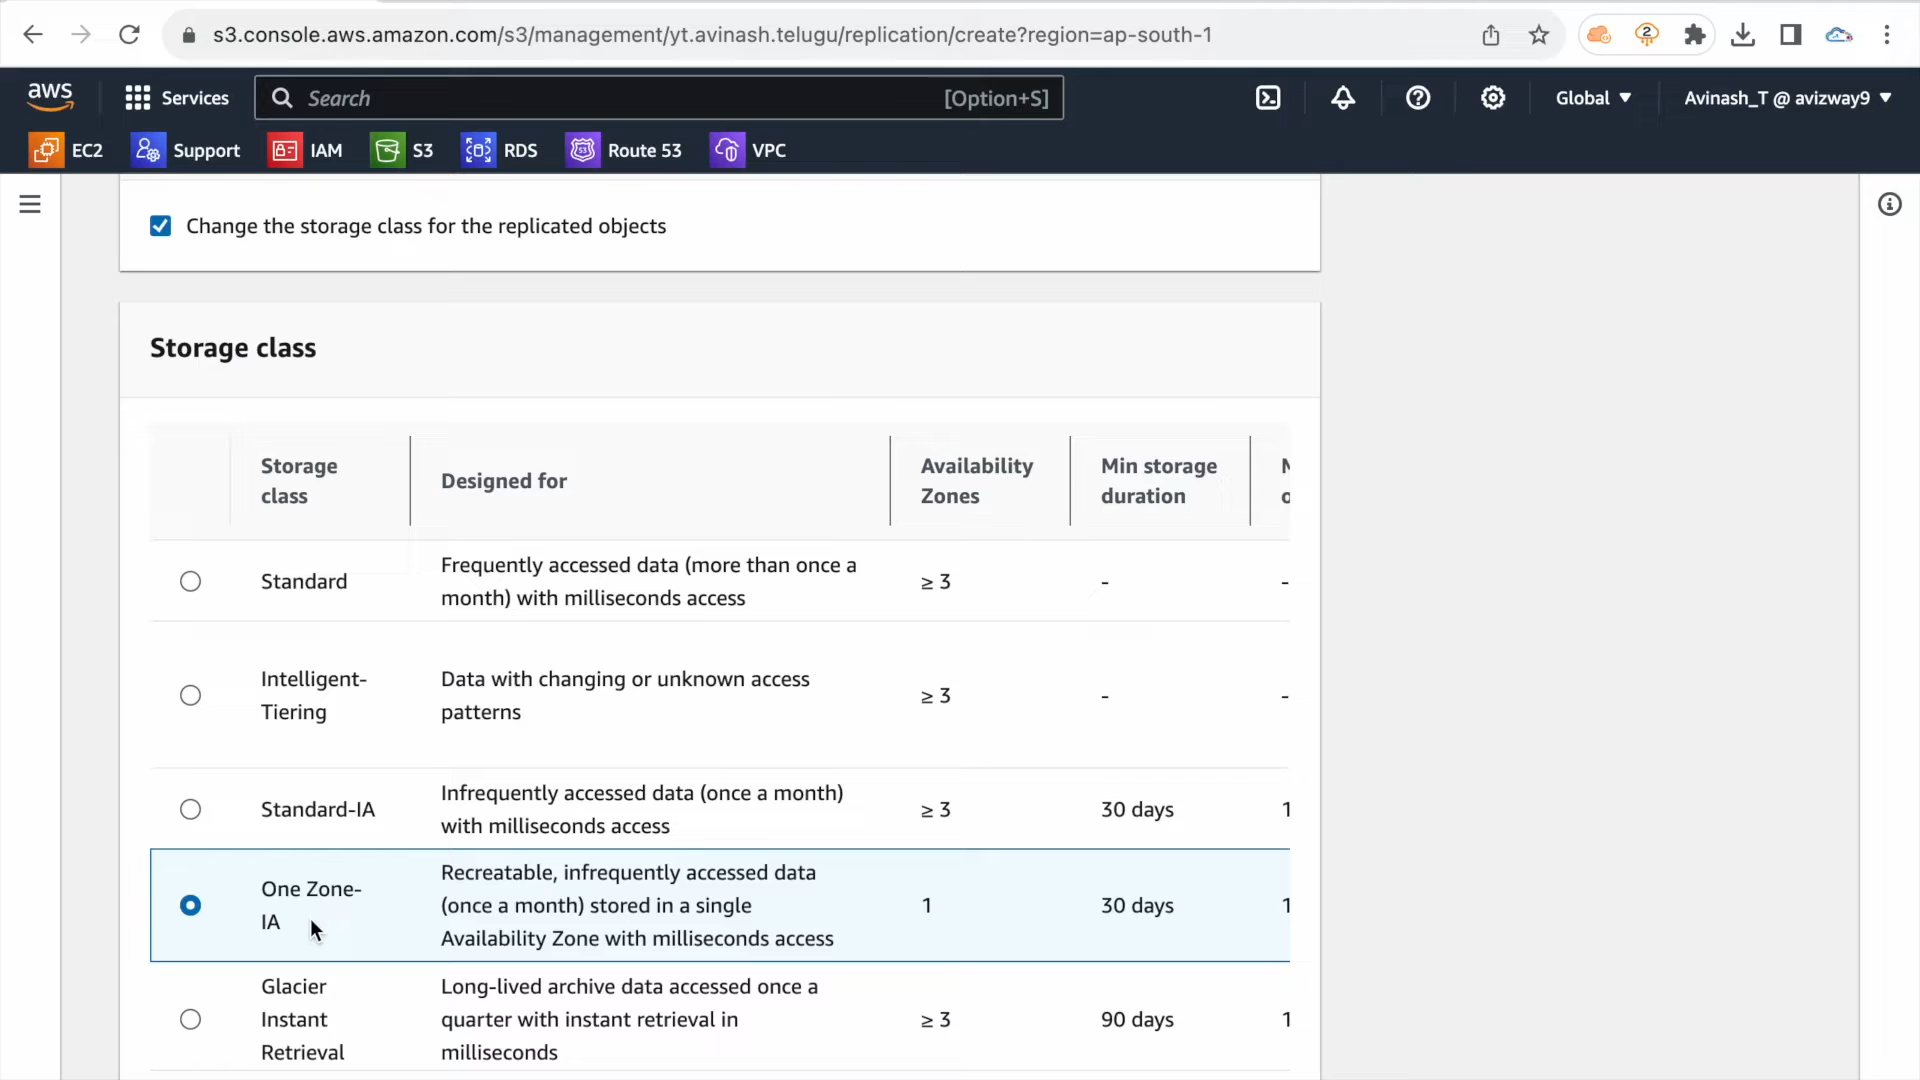 s3.console.aws.amazon.com/s3/management/yt.avinash.telugu/replication/create?region=ap-south-1
2
aws
Services
Search
[Option+S]
Global
Avinash_T @ avizway9
EC2
Support
IAM
S3
RDS
Route 53
VPC
Change the storage class for the replicated objects
Storage class
Storage
class
Designed for
Availability
Zones
Min storage
duration
Standard
Frequently accessed data (more than once a
month) with milliseconds access
≥ 3
-
-
Intelligent-
Tiering
Data with changing or unknown access
patterns
≥ 3
-
-
Standard-IA
Infrequently accessed data (once a month)
with milliseconds access
≥ 3
30 days
1
One Zone-
IA
Recreatable, infrequently accessed data
(once a month) stored in a single
Availability Zone with milliseconds access
1
30 days
1
Glacier
Instant
Retrieval
Long-lived archive data accessed once a
quarter with instant retrieval in
milliseconds
≥ 3
90 days
1